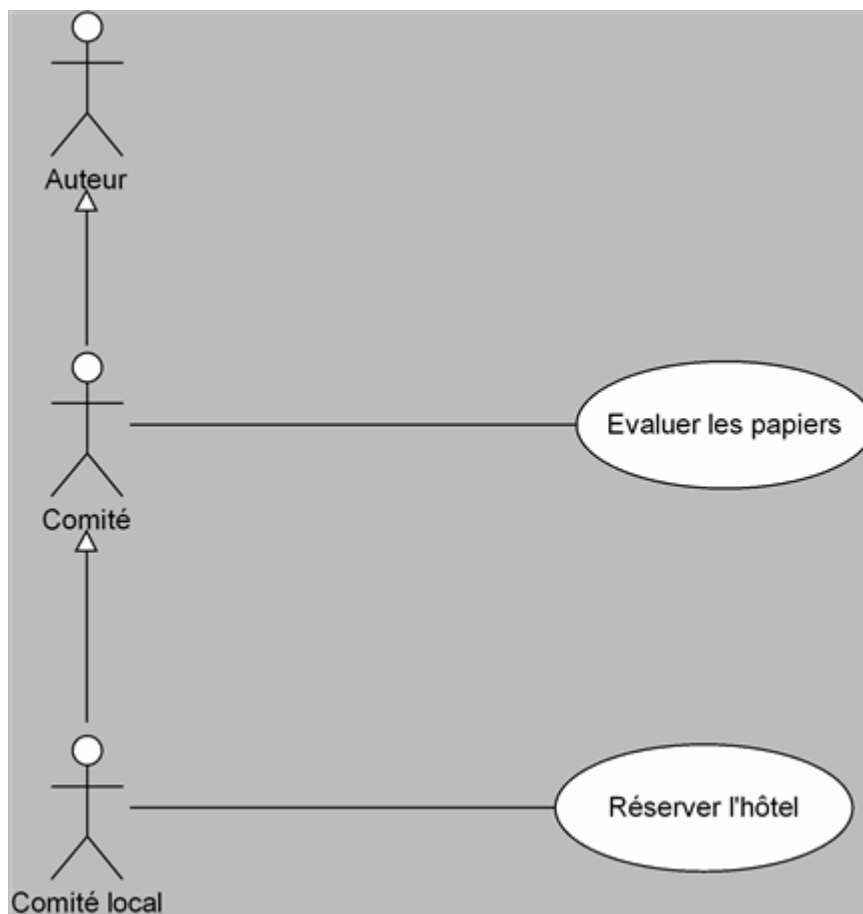 Auteur
Evaluer les papiers
Comité
Réserver l'hôtel
Comité local